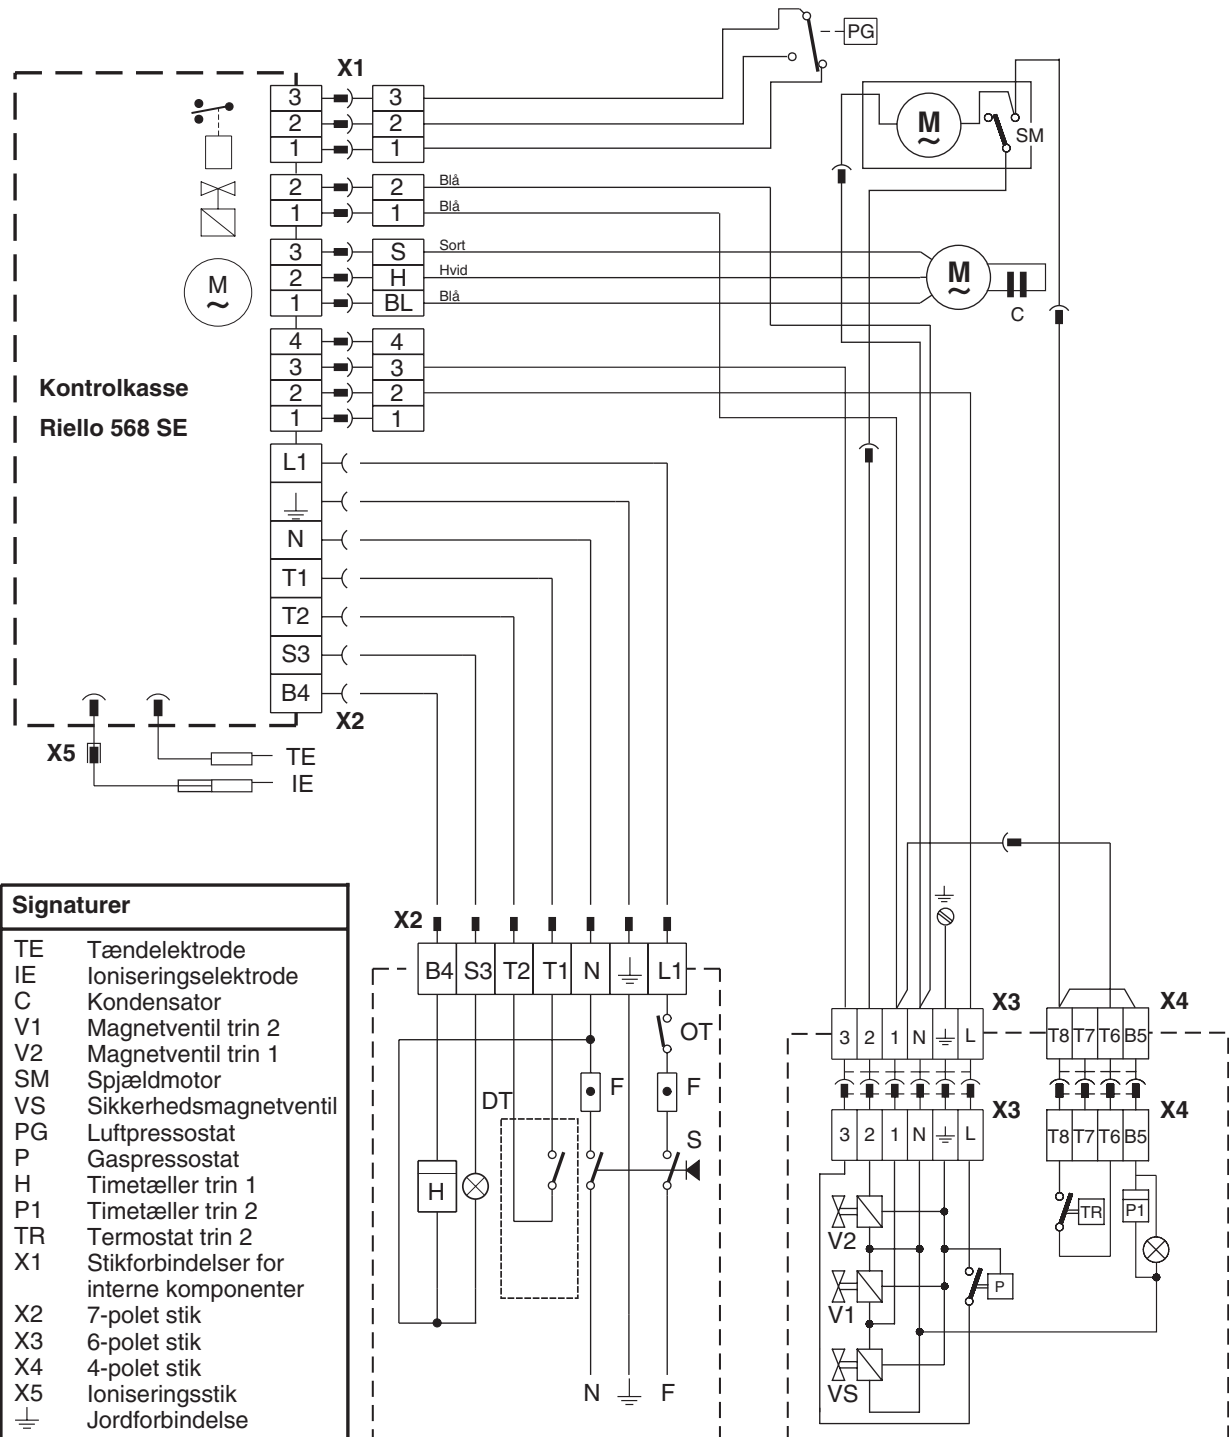 PG
X1
3 3
2 2
1 1
M
~
SM
2 2 Blå
1 1 Blå
3 S Sort
2 H Hvid
1 BL Blå
M
~
M
~
C
4 4
3 3
2 2
1 1
Kontrolkasse
Riello 568 SE
L1
N
T1
T2
S3
B4
X2
X5
TE
IE
Signaturer
TE Tændelektrode
IE Ioniseringselektrode
C Kondensator
V1 Magnetventil trin 2
V2 Magnetventil trin 1
SM Spjældmotor
VS Sikkerhedsmagnetventil
PG Luftpressostat
P Gaspressostat
H Timetæller trin 1
P1 Timetæller trin 2
TR Termostat trin 2
X1 Stikforbindelser for
interne komponenter
X2 7-polet stik
X3 6-polet stik
X4 4-polet stik
X5 Ioniseringsstik
⏚ Jordforbindelse
X2
B4 S3 T2 T1 N ⏚ L1
OT
F F
DT
S
H
N ⏚ F
X3
3 2 1 N ⏚ L
X3
3 2 1 N ⏚ L
V2
V1
P
VS
X4
T8 T7 T6 B5
X4
T8 T7 T6 B5
TR
P1